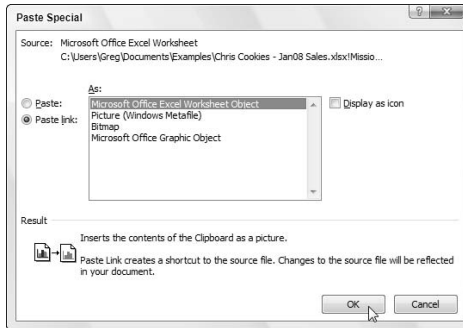 Paste Special
Source: Microsoft Office Excel Worksheet
C:\Users\Greg\Documents\Examples\Chris Cookies - Jan08 Sales.xlsx!Missio...
As:
Paste:
Paste link:
Microsoft Office Excel Worksheet Object
Picture (Windows Metafile)
Bitmap
Microsoft Office Graphic Object
Display as icon
Result
Inserts the contents of the Clipboard as a picture.
Paste Link creates a shortcut to the source file. Changes to the source file will be reflected
in your document.
OK
Cancel